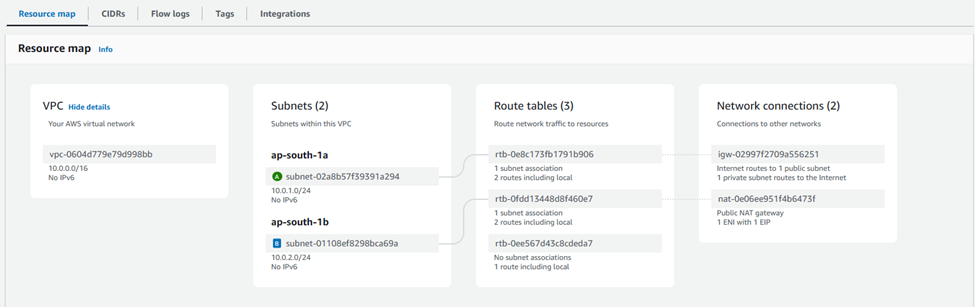 Resource map
CIDRs
Flow logs
Tags
Integrations
Resource map Info
VPC Hide details
Your AWS virtual network
vpc-0604d779e79d998bb
10.0.0.0/16
No IPv6
Subnets (2)
Subnets within this VPC
ap-south-1a
A subnet-02a8b57f39391a294
10.0.1.0/24
No IPv6
ap-south-1b
B subnet-01108ef8298bca69a
10.0.2.0/24
No IPv6
Route tables (3)
Route network traffic to resources
rtb-0e8c173fb1791b906
1 subnet association
2 routes including local
rtb-0fdd13448d8f460e7
1 subnet association
2 routes including local
rtb-0ee567d43c8cdeda7
No subnet associations
1 route including local
Network connections (2)
Connections to other networks
igw-02997f2709a556251
Internet routes to 1 public subnet
1 private subnet routes to the Internet
nat-0e06ee951f4b6473f
Public NAT gateway
1 ENI with 1 EIP